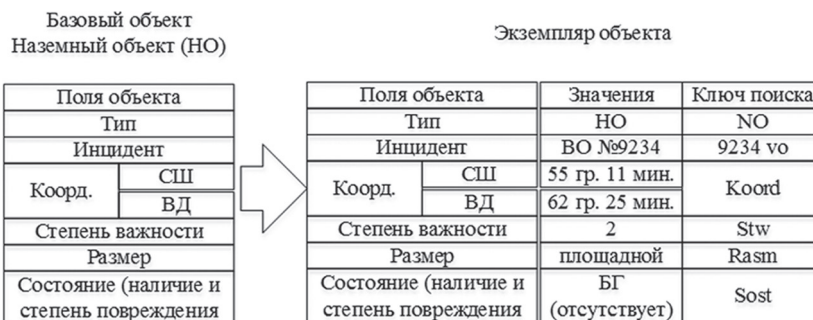 Базовый объект
Наземный объект (НО)
Экземпляр объекта
Поля объекта
Тип
Инцидент
Коорд.
СШ
ВД
Степень важности
Размер
Состояние (наличие и
степень повреждения
Поля объекта Значения Ключ поиска
Тип НО NO
Инцидент ВО №9234 9234 vo
Коорд. СШ 55 гр. 11 мин. Koord
ВД 62 гр. 25 мин.
Степень важности 2 Stw
Размер площадной Rasm
Состояние (наличие и БГ Sost
степень повреждения (отсутствует)